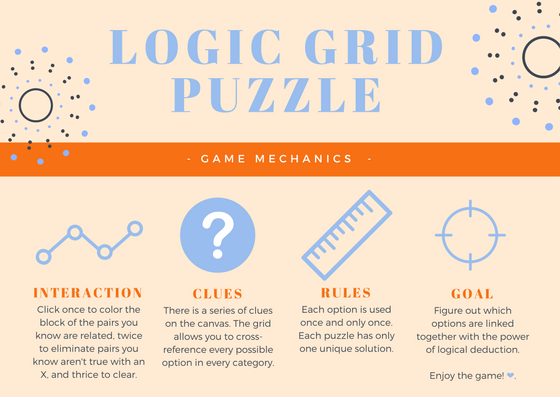 LOGIC GRID
PUZZLE
- GAME MECHANICS -
INTERACTION
Click once to color the
block of the pairs you
know are related, twice
to eliminate pairs you
know aren't true with an
X, and thrice to clear.
?
CLUES
There is a series of clues
on the canvas. The grid
allows you to cross-
reference every possible
option in every category.
RULES
Each option is used
once and only once.
Each puzzle has only
one unique solution.
GOAL
Figure out which
options are linked
together with the power
of logical deduction.
Enjoy the game! ❤.